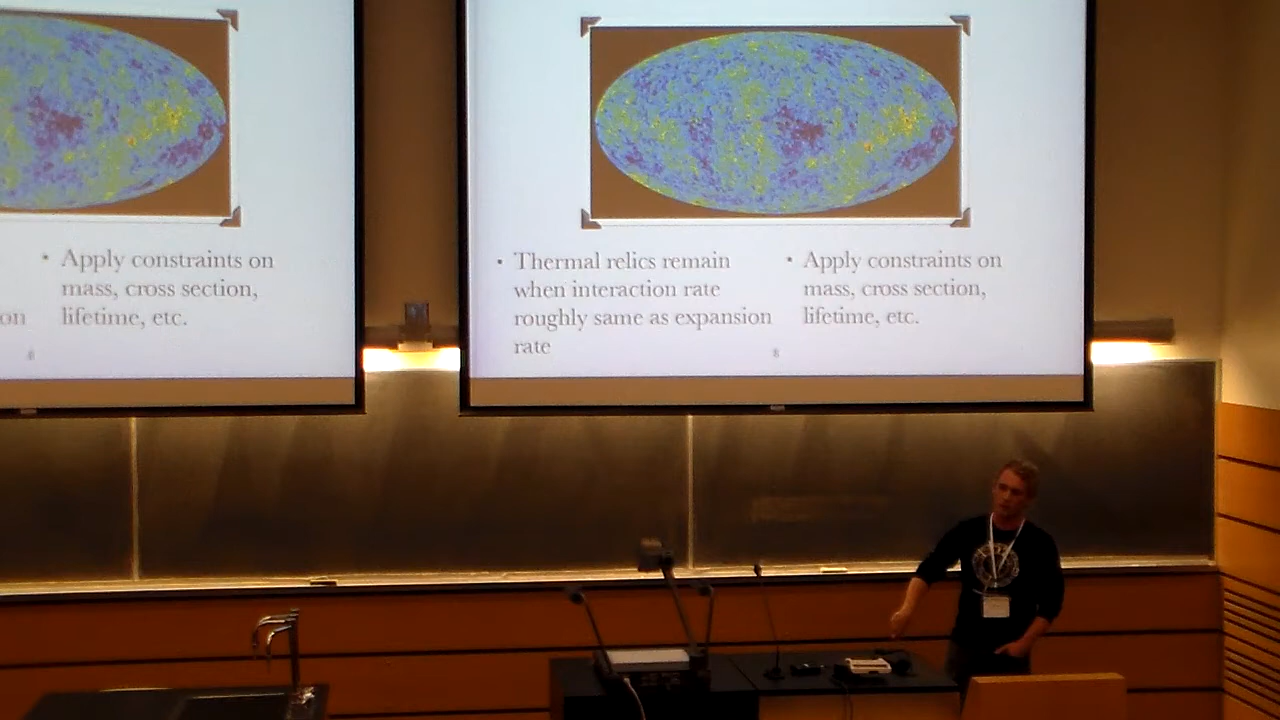 • Apply constraints on
mass, cross section,
on
lifetime, etc.
• Thermal relics remain
when interaction rate
roughly same as expansion
rate
• Apply constraints on
mass, cross section,
lifetime, etc.
8